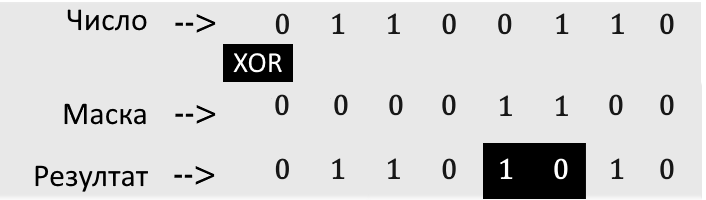 Число --> 0 1 1 0 0 1 1 0
XOR
Маска --> 0 0 0 0 1 1 0 0
Резултат --> 0 1 1 0 1 0 1 0